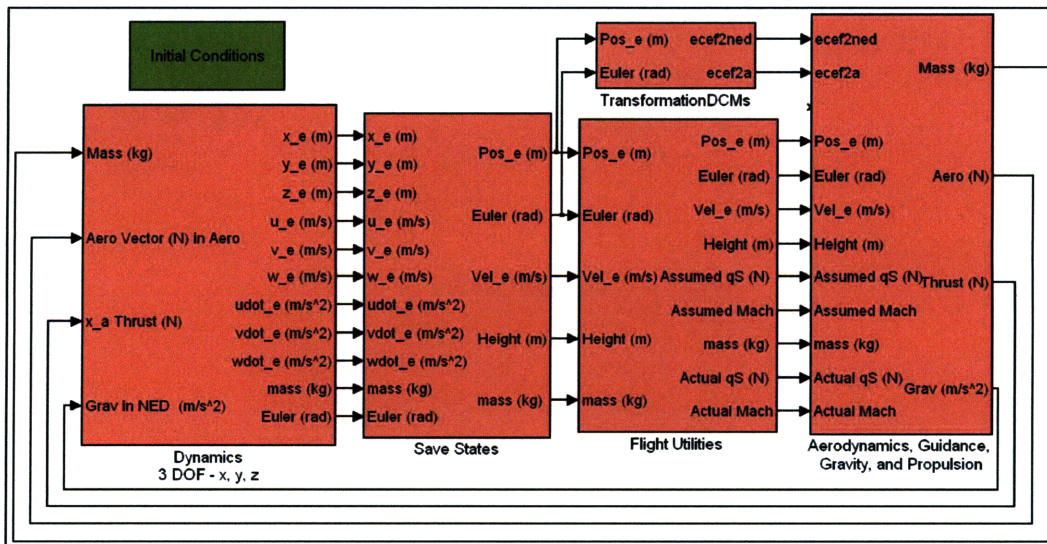 Initial Conditions
Mass (kg)
Aero Vector (N) in Aero
x_a Thrust (N)
Grav in NED (m/s^2)
x_e (m)
y_e (m)
z_e (m)
u_e (m/s)
v_e (m/s)
w_e (m/s)
udot_e (m/s^2)
vdot_e (m/s^2)
wdot_e (m/s^2)
mass (kg)
Euler (rad)
Dynamics
3 DOF - x, y, z
x_e (m)
y_e (m)
z_e (m)
u_e (m/s)
v_e (m/s)
w_e (m/s)
udot_e (m/s^2)
vdot_e (m/s^2)
wdot_e (m/s^2)
mass (kg)
Euler (rad)
Pos_e (m)
Euler (rad)
Vel_e (m/s)
Height (m)
mass (kg)
Save States
Pos_e (m)
Euler (rad)
ecef2ned
ecef2a
TransformationDCMs
Pos_e (m)
Euler (rad)
Vel_e (m/s)
Height (m)
mass (kg)
Pos_e (m)
Euler (rad)
Vel_e (m/s)
Height (m)
Assumed qS (N)
Assumed Mach
mass (kg)
Actual qS (N)
Actual Mach
Flight Utilities
ecef2ned
ecef2a
Pos_e (m)
Euler (rad)
Vel_e (m/s)
Height (m)
Assumed qS (N)
Assumed Mach
mass (kg)
Actual qS (N)
Actual Mach
Mass (kg)
Aero (N)
Thrust (N)
Grav (m/s^2)
Aerodynamics, Guidance,
Gravity, and Propulsion